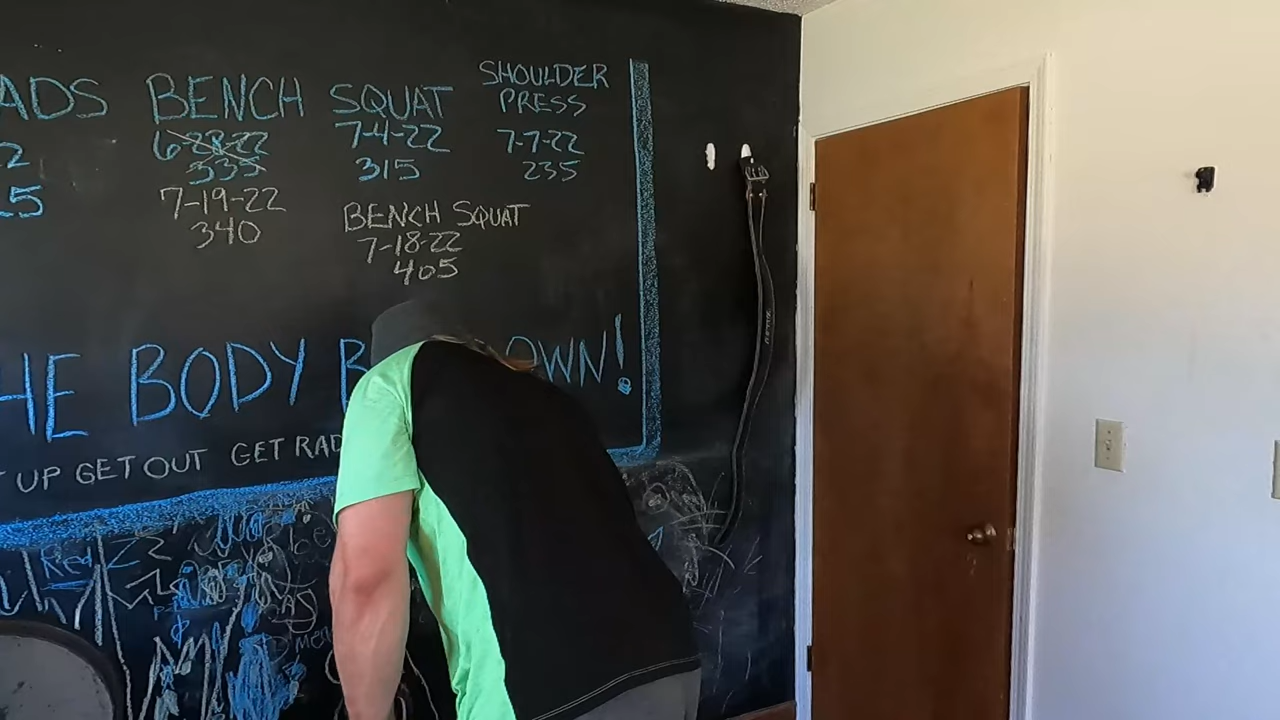 ADS BENCH SQUAT SHOULDER PRESS
2 6-28-22 7-4-22 7-7-22
.5 335 315 235
7-19-22
340
BENCH SQUAT
7-18-22
405
HE BODY B OWN!
UP GET OUT GET RAD